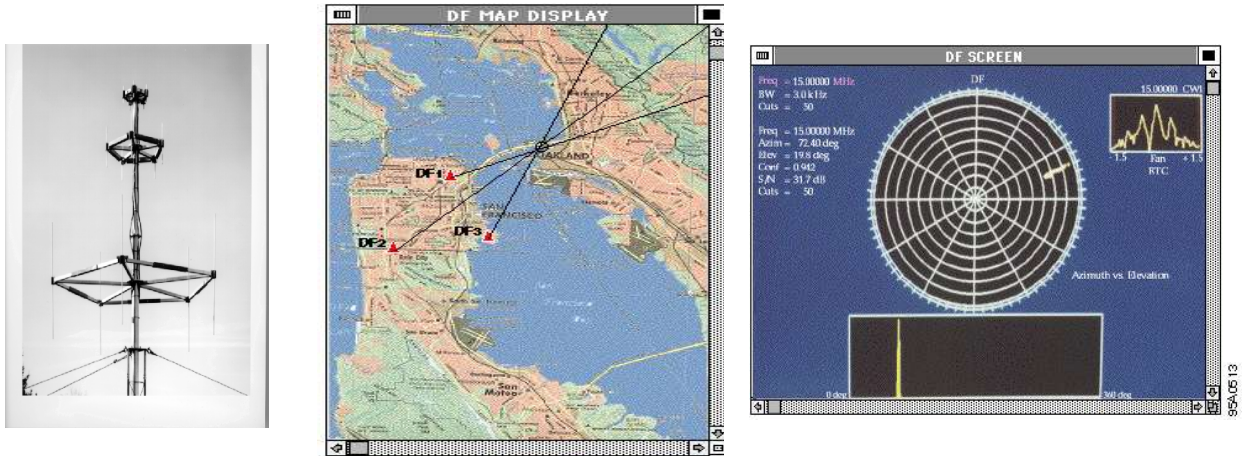 DF MAP DISPLAY
Berkeley
OAKLAND
DF1
SAN
FRANCISCO
DF2
DF3
San
Mateo
DF SCREEN
Freq = 15.00000 MHz
BW = 3.0 kHz
Cuts = 50
Freq = 15.00000 MHz
Azim = 72.40 deg
Elev = 19.8 deg
Conf = 0.942
S/N = 31.7 dB
Cuts = 50
DF
15.00000 CWI
- 1.5 Fan + 1.5
RTC
Azimuth vs. Elevation
0 deg
360 deg
95A0513